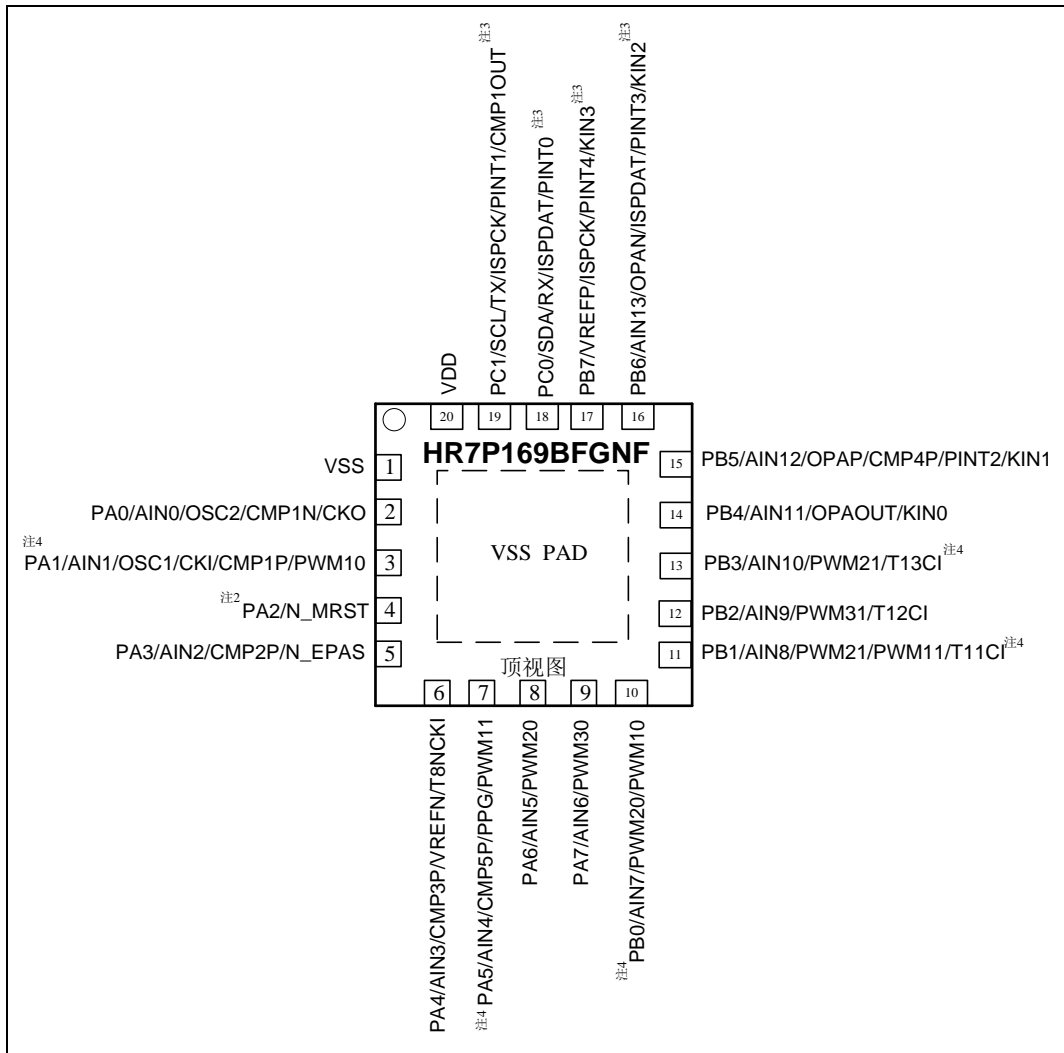 注3
PC1/SCL/TX/ISPCK/PINT1/CMP1OUT
注3
PC0/SDA/RX/ISPDAT/PINT0
注3
PB7/VREFP/ISPCK/PINT4/KIN3
注3
PB6/AIN13/OPAN/ISPDAT/PINT3/KIN2
VDD
20
19
18
17
16
HR7P169BFGNF
VSS 1
PA0/AIN0/OSC2/CMP1N/CKO 2
注4
PA1/AIN1/OSC1/CKI/CMP1P/PWM10 3
注2
PA2/N_MRST 4
PA3/AIN2/CMP2P/N_EPAS 5
VSS PAD
顶视图
15 PB5/AIN12/OPAP/CMP4P/PINT2/KIN1
14 PB4/AIN11/OPAOUT/KIN0
13 PB3/AIN10/PWM21/T13CI 注4
12 PB2/AIN9/PWM31/T12CI
11 PB1/AIN8/PWM21/PWM11/T11CI 注4
6
7
8
9
10
PA4/AIN3/CMP3P/VREFN/T8NCKI
注4 PA5/AIN4/CMP5P/PPG/PWM11
PA6/AIN5/PWM20
PA7/AIN6/PWM30
注4 PB0/AIN7/PWM20/PWM10